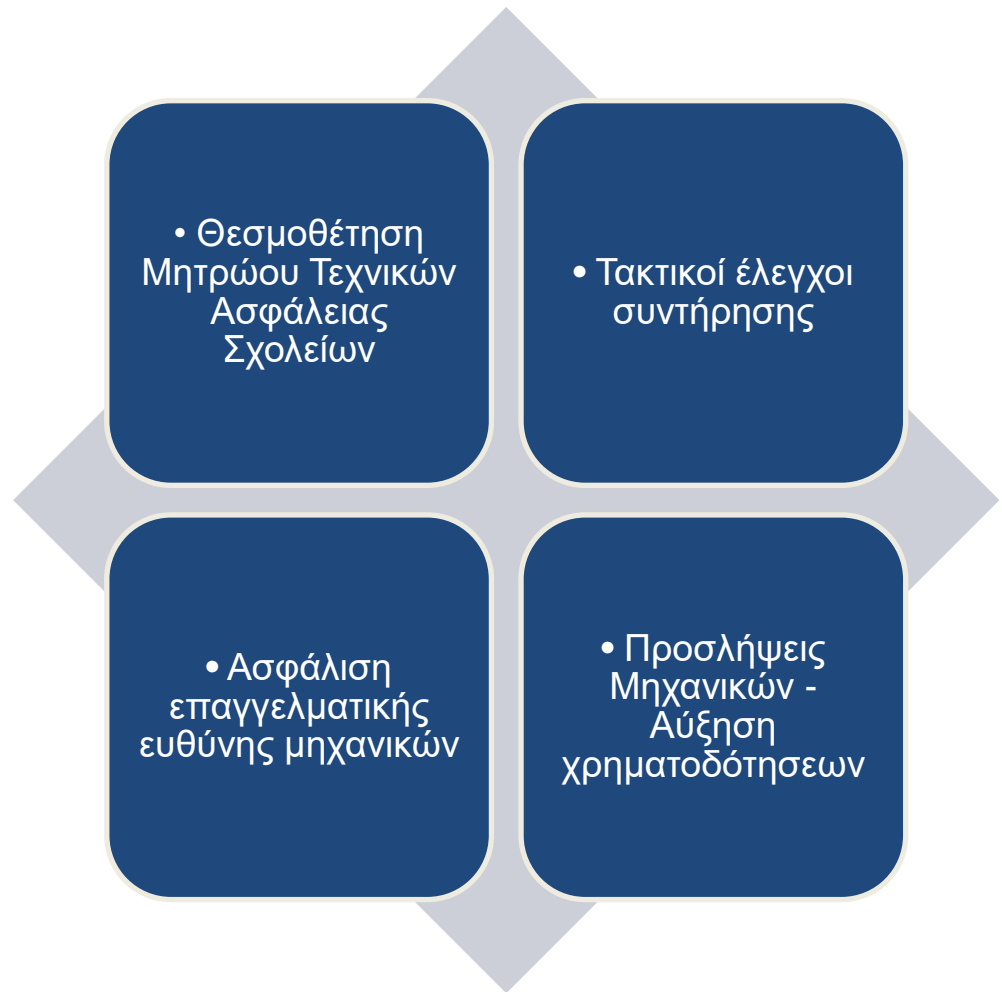 • Θεσμοθέτηση
Μητρώου Τεχνικών
Ασφάλειας
Σχολείων
• Τακτικοί έλεγχοι
συντήρησης
• Ασφάλιση
επαγγελματικής
ευθύνης μηχανικών
• Προσλήψεις
Μηχανικών -
Αύξηση
χρηματοδότησεων